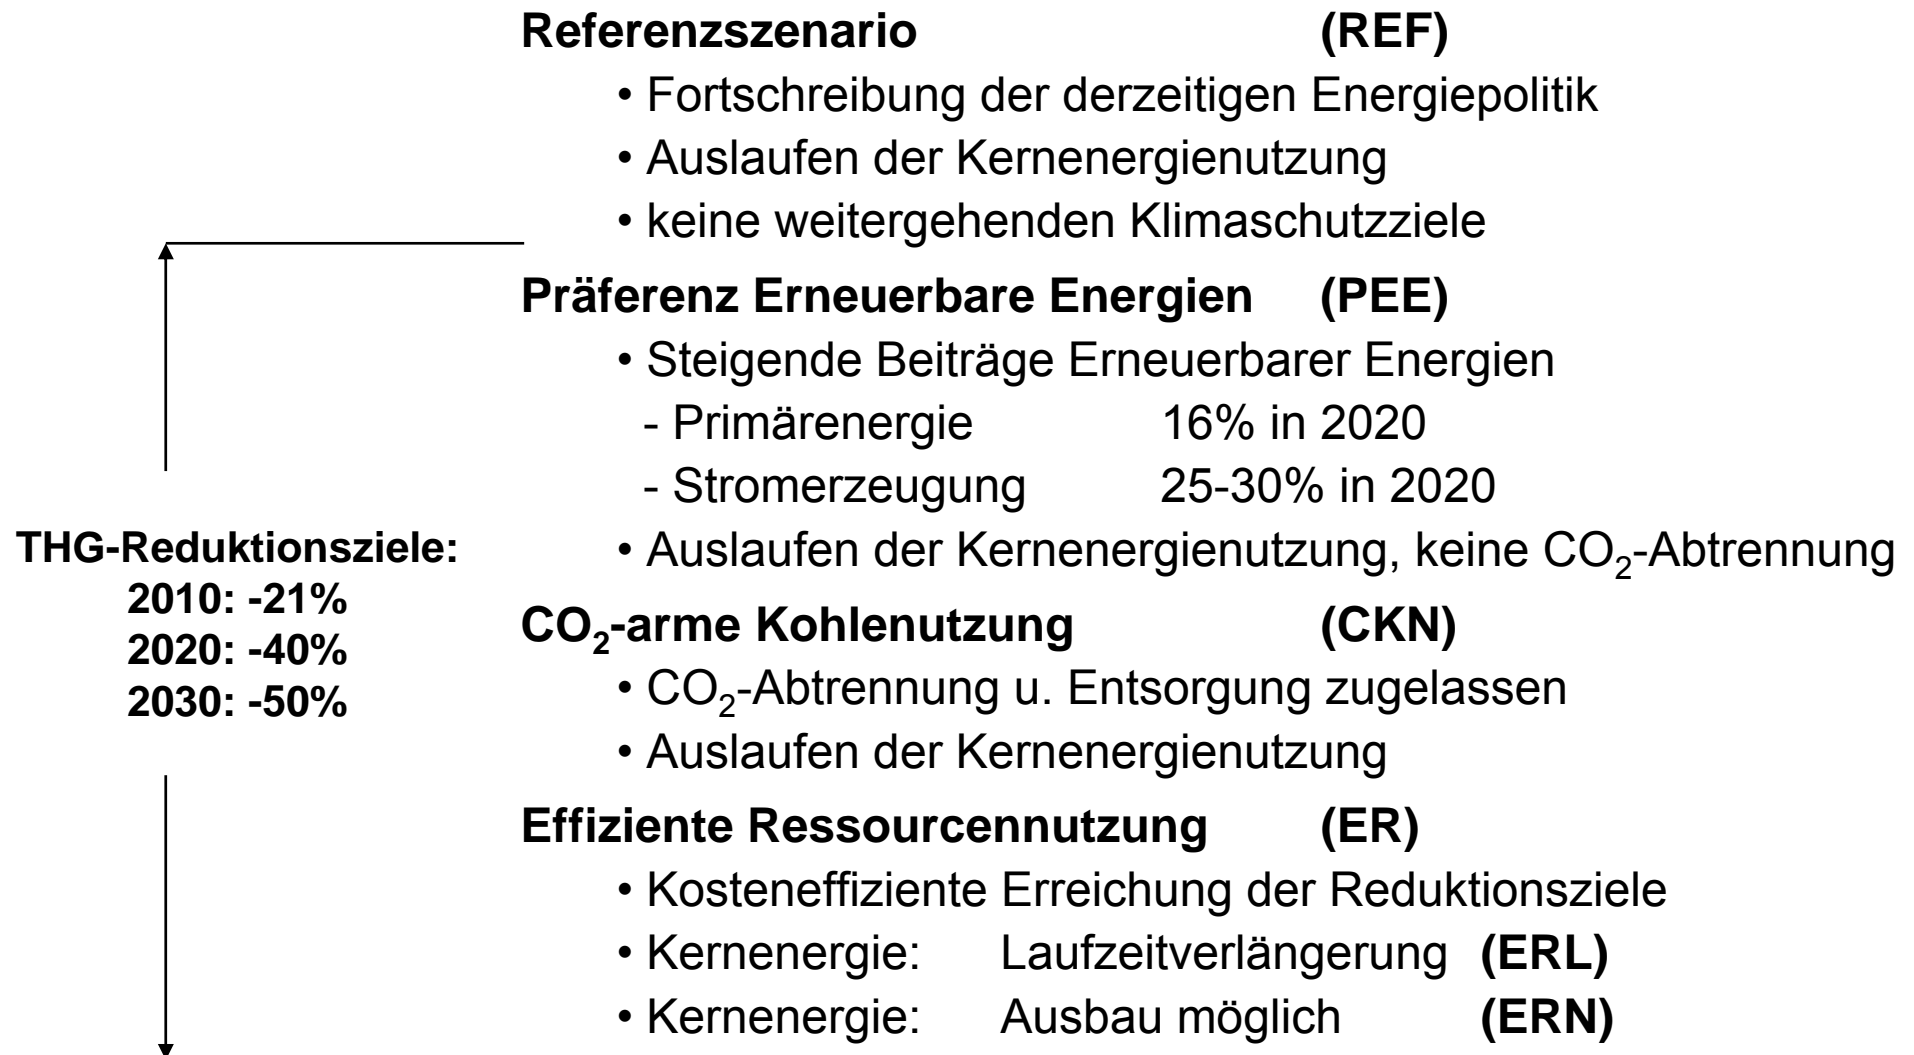 Referenzszenario (REF)
• Fortschreibung der derzeitigen Energiepolitik
• Auslaufen der Kernenergienutzung
• keine weitergehenden Klimaschutzziele
Präferenz Erneuerbare Energien (PEE)
• Steigende Beiträge Erneuerbarer Energien
- Primärenergie 16% in 2020
- Stromerzeugung 25-30% in 2020
• Auslaufen der Kernenergienutzung, keine CO₂-Abtrennung
THG-Reduktionsziele:
2010: -21%
2020: -40%
2030: -50%
CO₂-arme Kohlenutzung (CKN)
• CO₂-Abtrennung u. Entsorgung zugelassen
• Auslaufen der Kernenergienutzung
Effiziente Ressourcennutzung (ER)
• Kosteneffiziente Erreichung der Reduktionsziele
• Kernenergie: Laufzeitverlängerung (ERL)
• Kernenergie: Ausbau möglich (ERN)